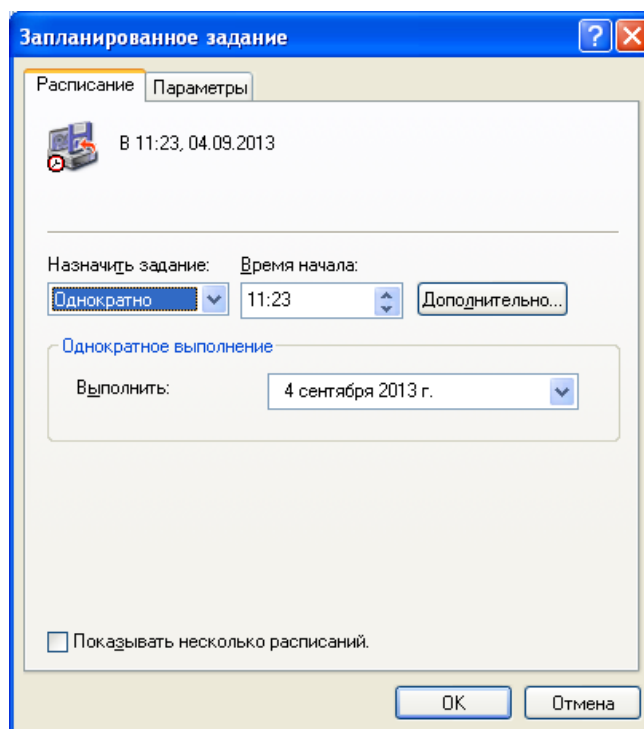 Запланированное задание
Расписание Параметры
В 11:23, 04.09.2013
Назначить задание: Время начала:
Однократно 11:23 Дополнительно...
Однократное выполнение
Выполнить: 4 сентября 2013 г.
Показывать несколько расписаний.
OK Отмена